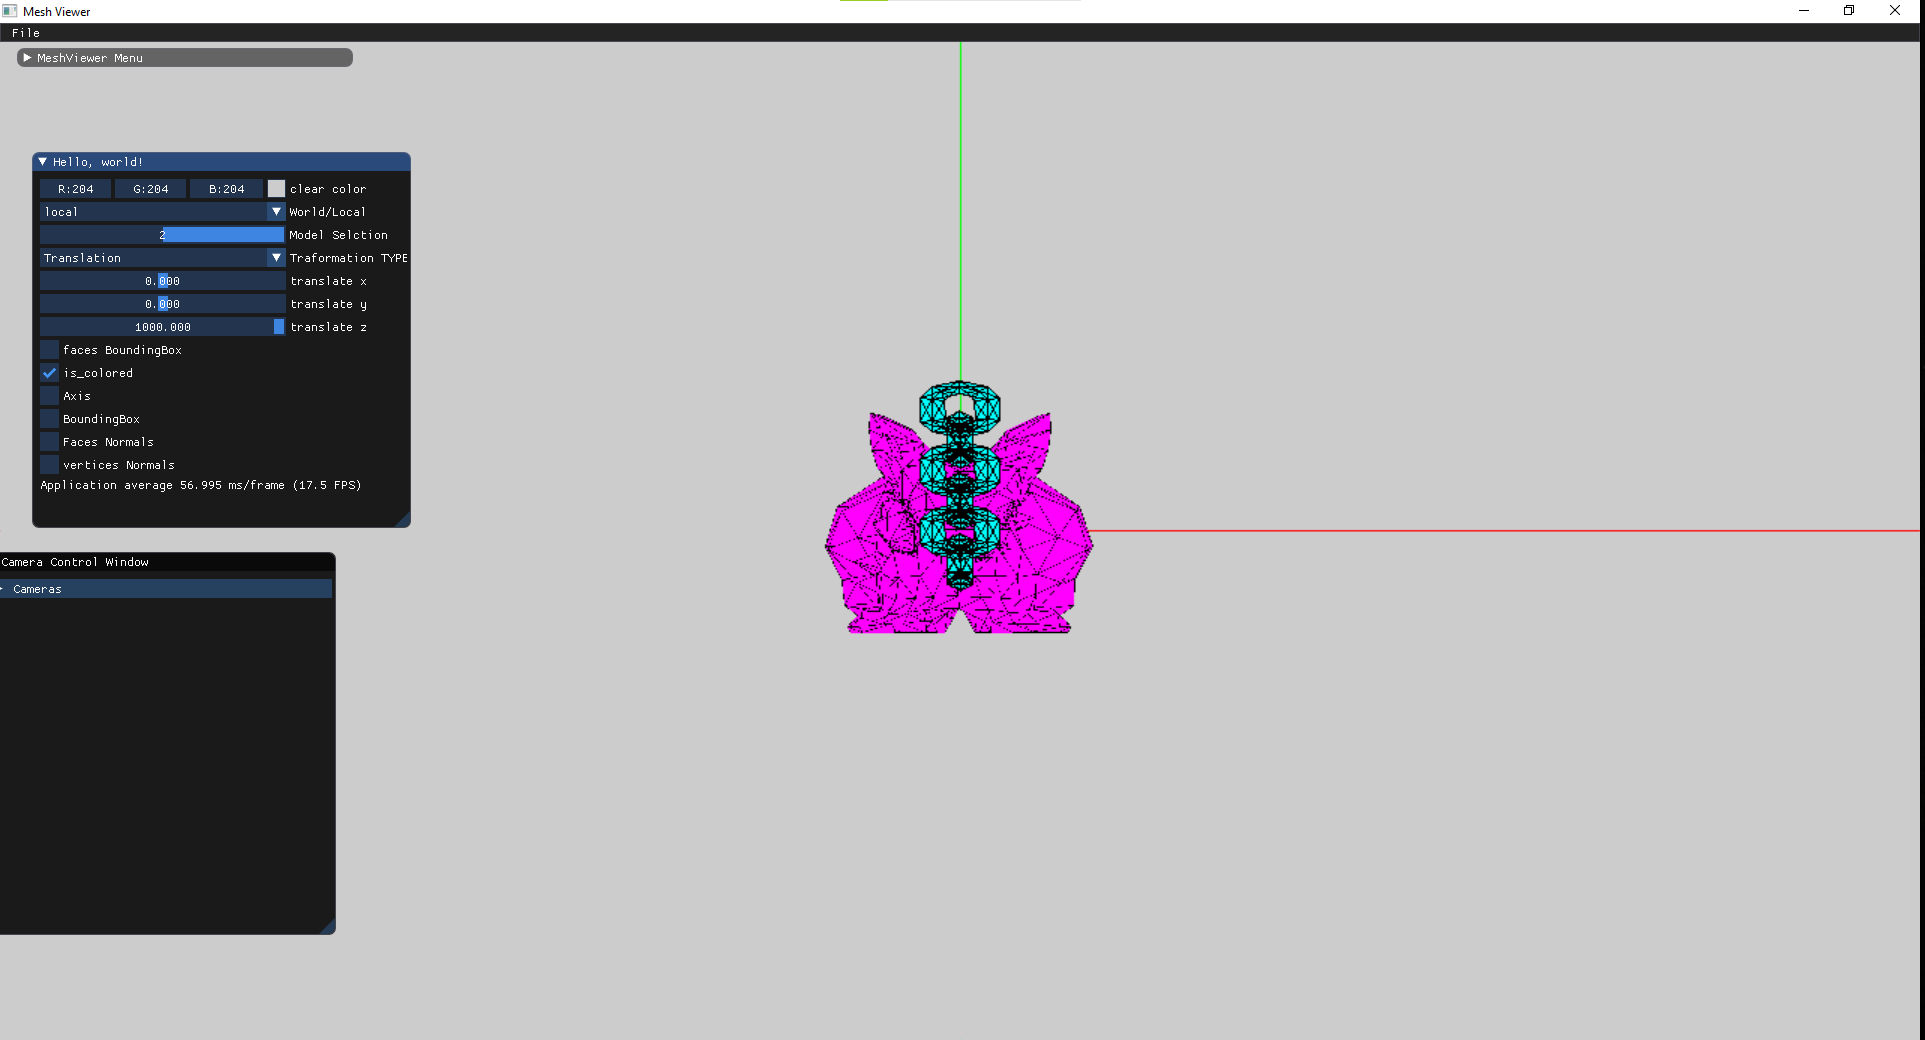 Mesh Viewer
File
MeshViewer Menu
Hello, world!
R:204 G:204 B:204 clear color
local World/Local
2 Model Selction
Translation Traformation TYPE
0.000 translate x
0.000 translate y
1000.000 translate z
faces BoundingBox
is_colored
Axis
BoundingBox
Faces Normals
vertices Normals
Application average 56.995 ms/frame (17.5 FPS)
Camera Control Window
Cameras